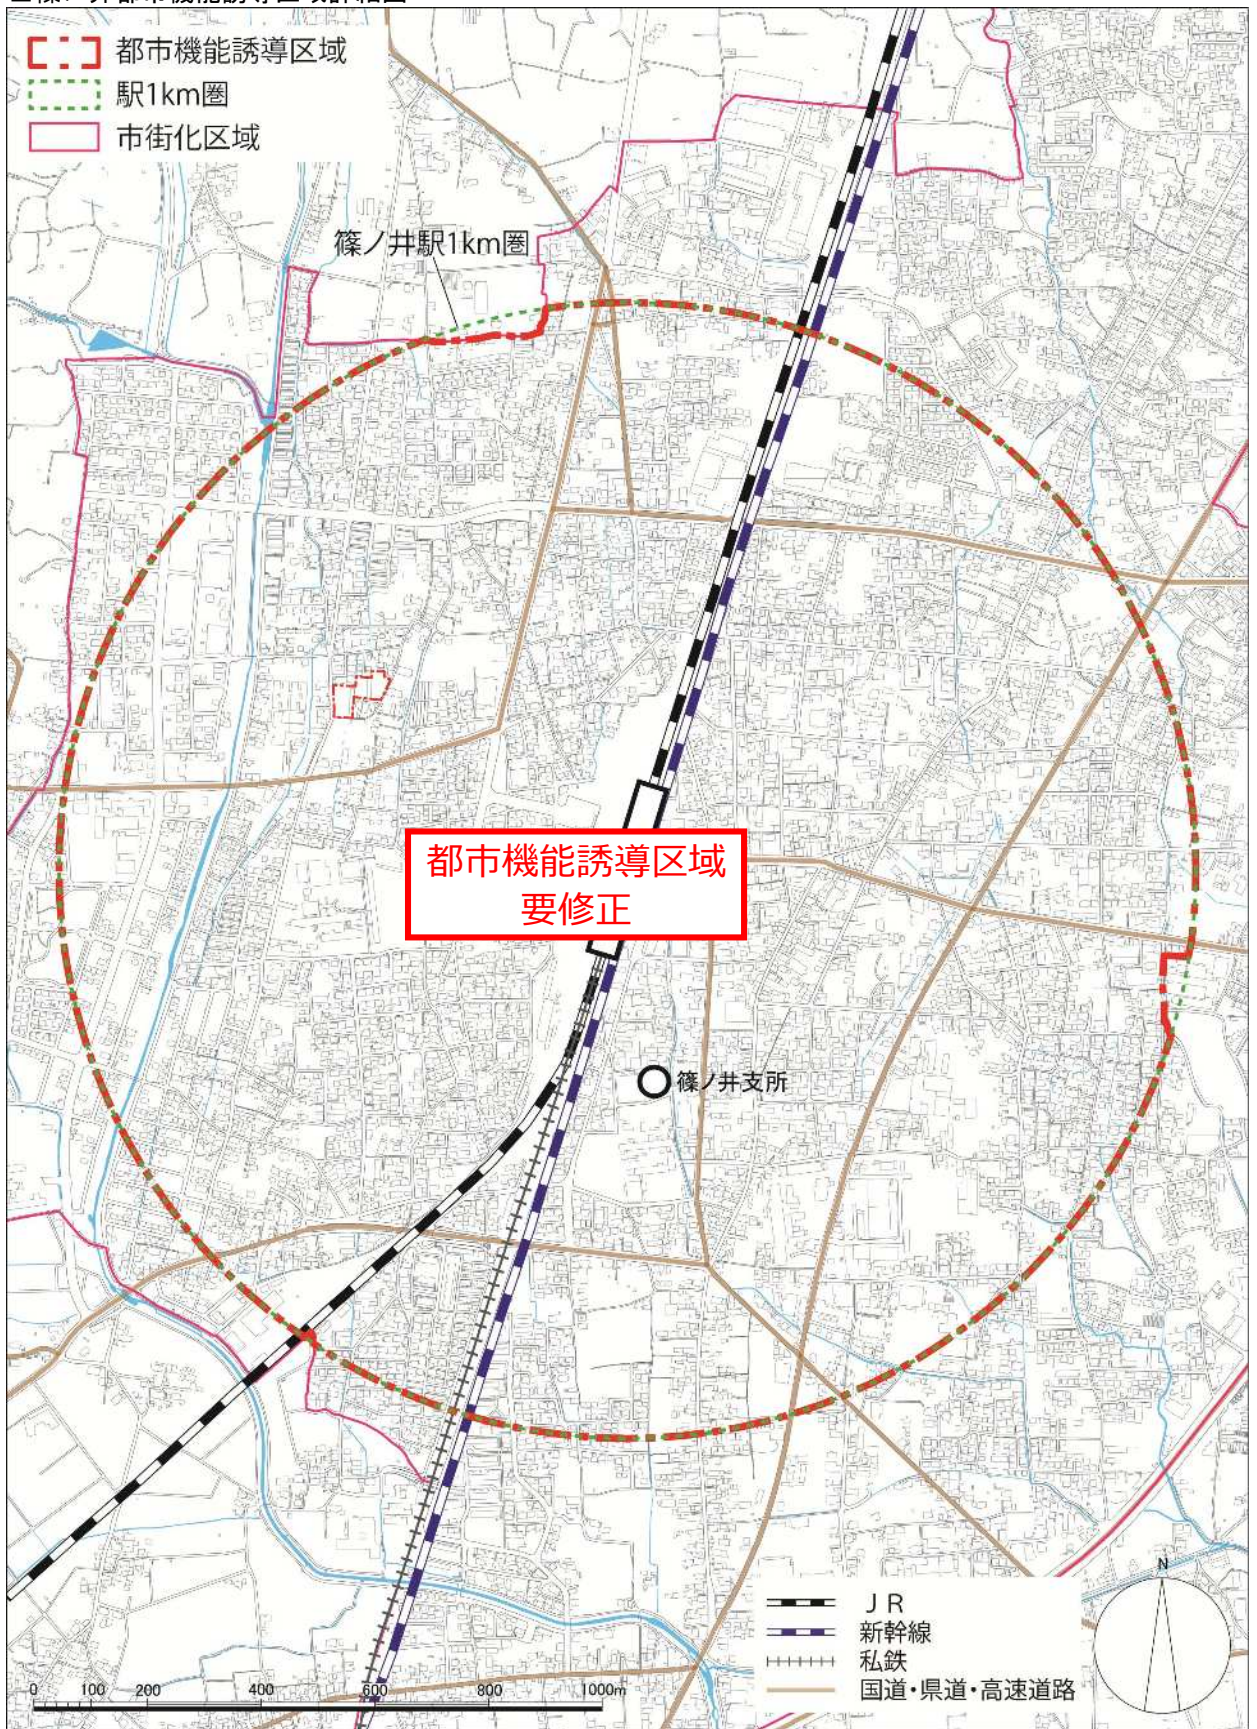 都市機能誘導区域
駅1km圏
市街化区域
篠ノ井駅1km圏
都市機能誘導区域
要修正
篠ノ井支所
N
ＪＲ
新幹線
私鉄
国道・県道・高速道路
0 100 200 400 600 800 1000m